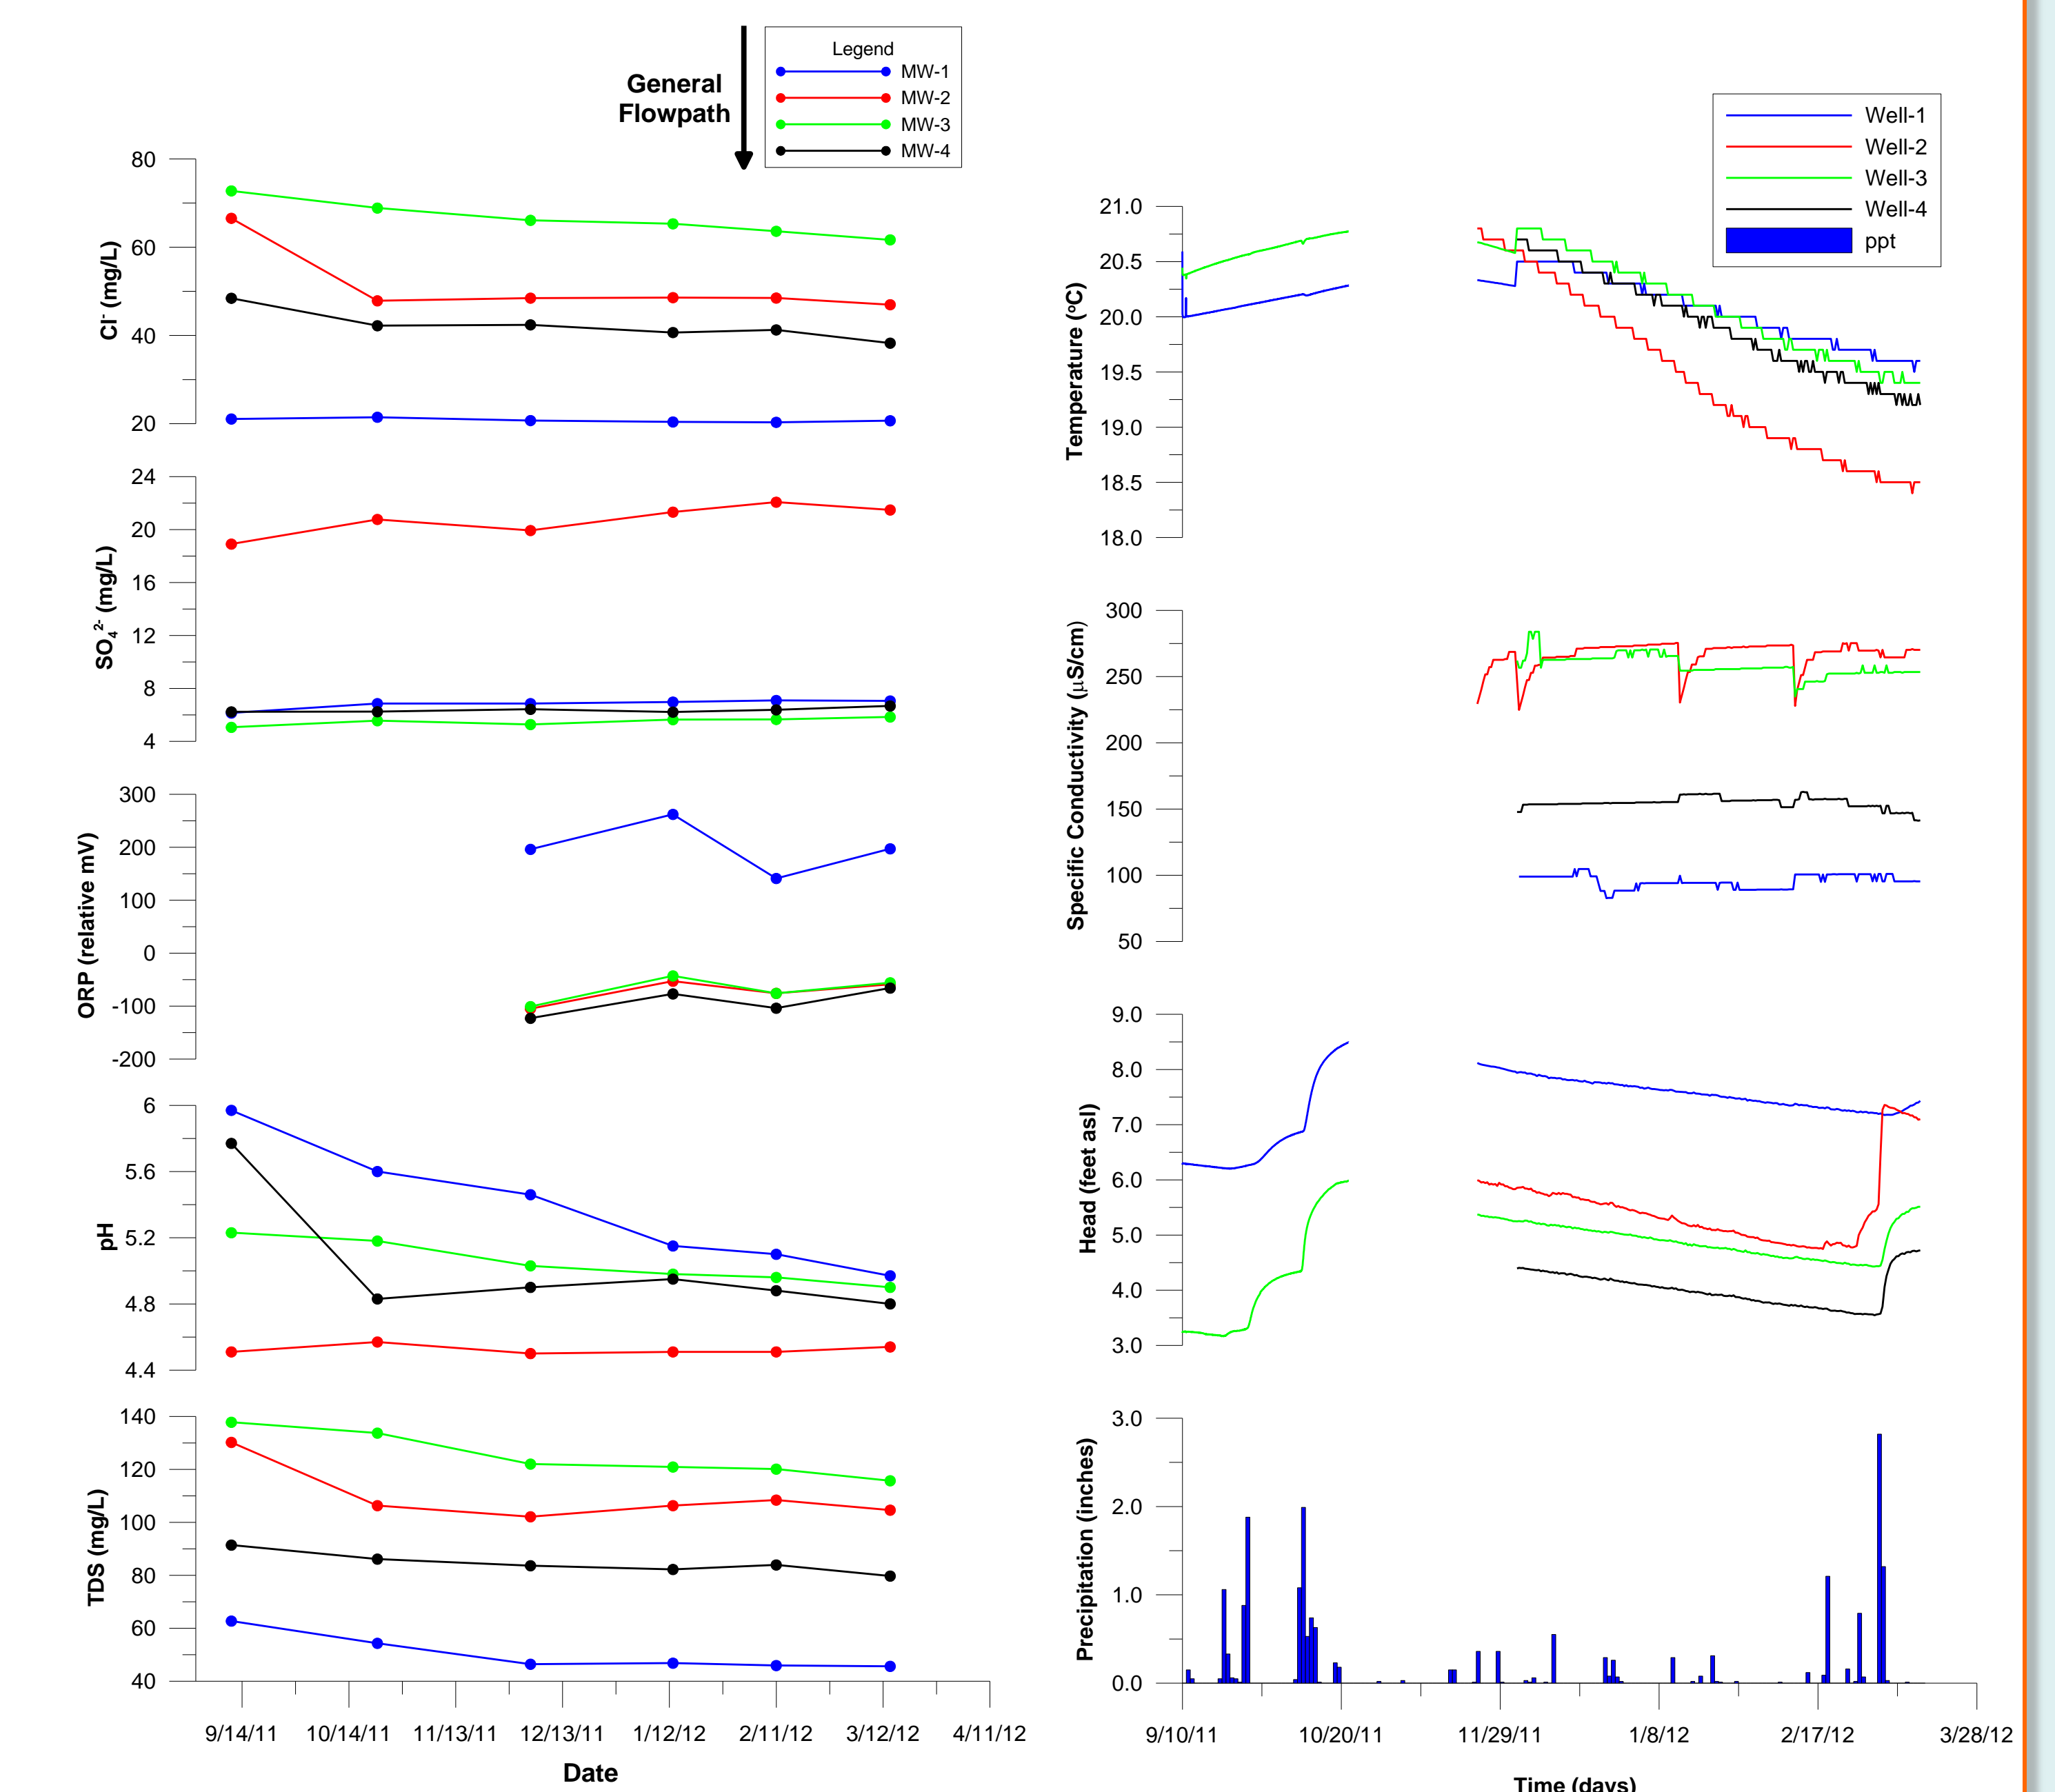 Legend
General
Flowpath
MW-1
MW-2
MW-3
MW-4
80
60
40
20
Cl- (mg/L)
24
20
16
12
8
4
SO42- (mg/L)
300
200
100
0
-100
-200
ORP (relative mV)
6
5.6
5.2
4.8
4.4
pH
140
120
100
80
60
40
TDS (mg/L)
9/14/11 10/14/11 11/13/11 12/13/11 1/12/12 2/11/12 3/12/12 4/11/12
Date
Well-1
Well-2
Well-3
Well-4
ppt
21.0
20.5
20.0
19.5
19.0
18.5
18.0
Temperature (ºC)
300
250
200
150
100
50
Specific Conductivity (μS/cm)
9.0
8.0
7.0
6.0
5.0
4.0
3.0
Head (feet asl)
3.0
2.0
1.0
0.0
Precipitation (inches)
9/10/11 10/20/11 11/29/11 1/8/12 2/17/12 3/28/12
Time (days)